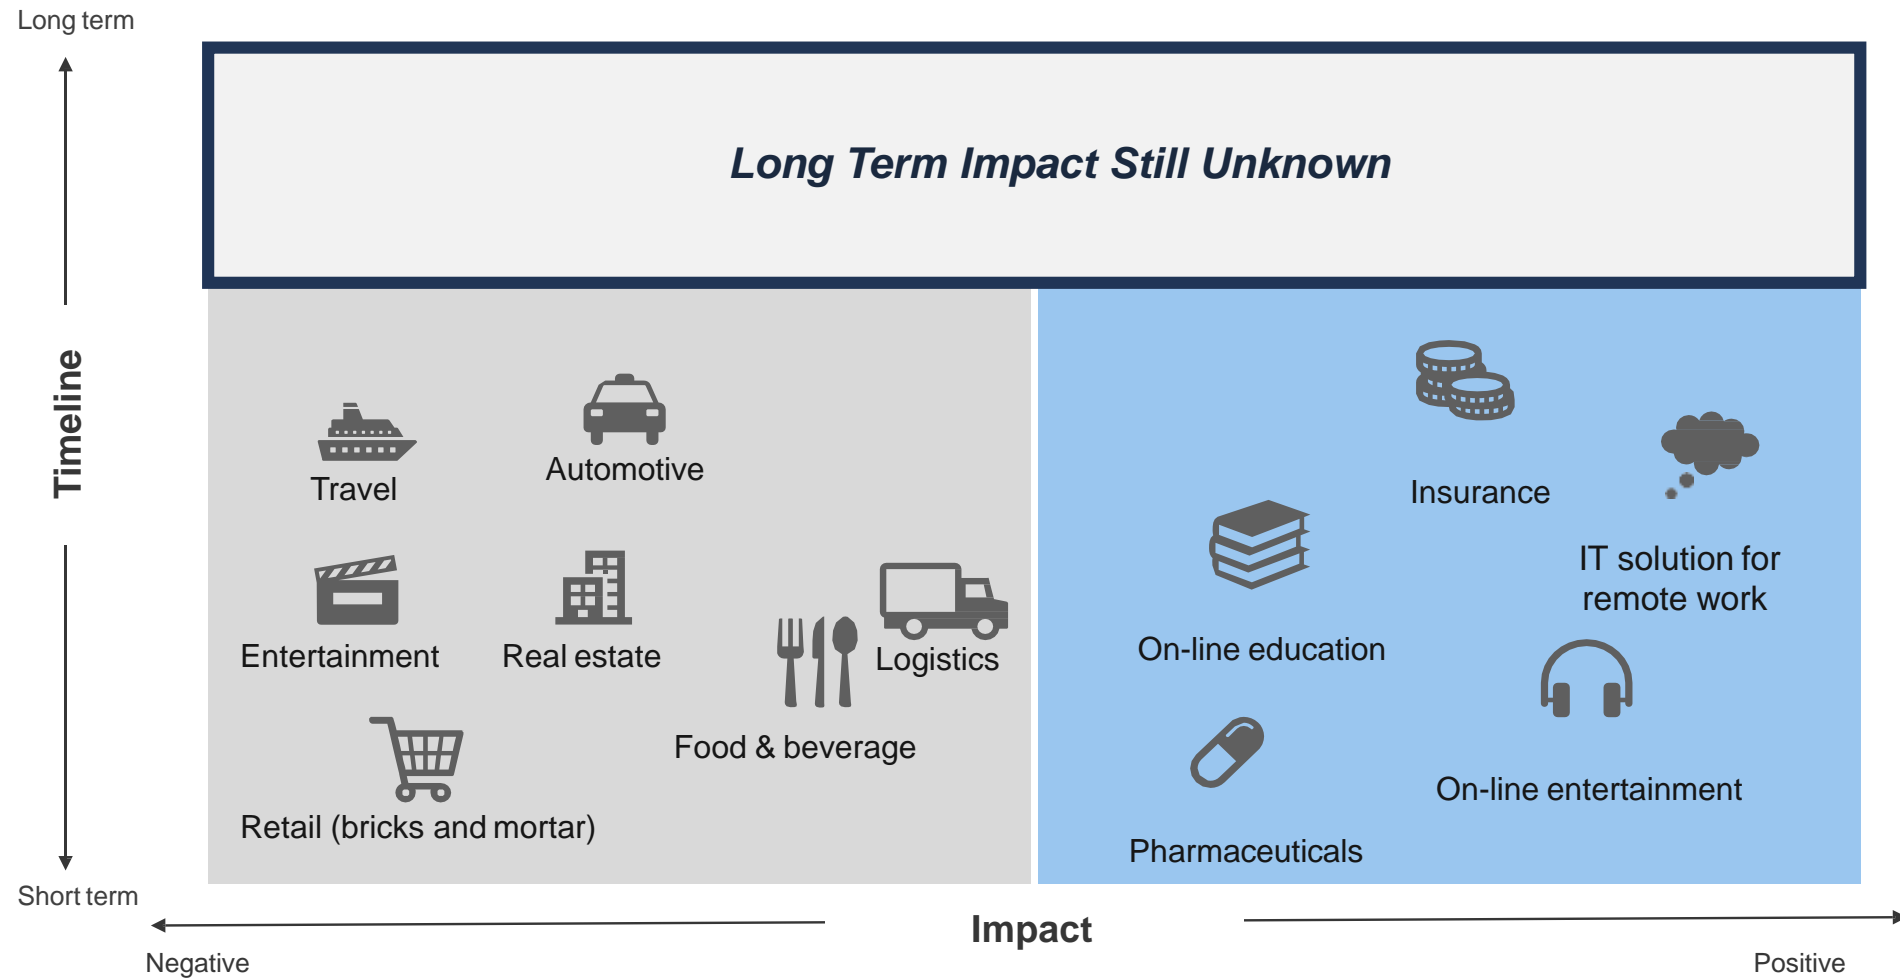 Long term
Long Term Impact Still Unknown
Timeline
Travel
Automotive
Insurance
IT solution for
remote work
Entertainment
Real estate
Logistics
On-line education
Food & beverage
On-line entertainment
Retail (bricks and mortar)
Pharmaceuticals
Short term
Impact
Negative
Positive